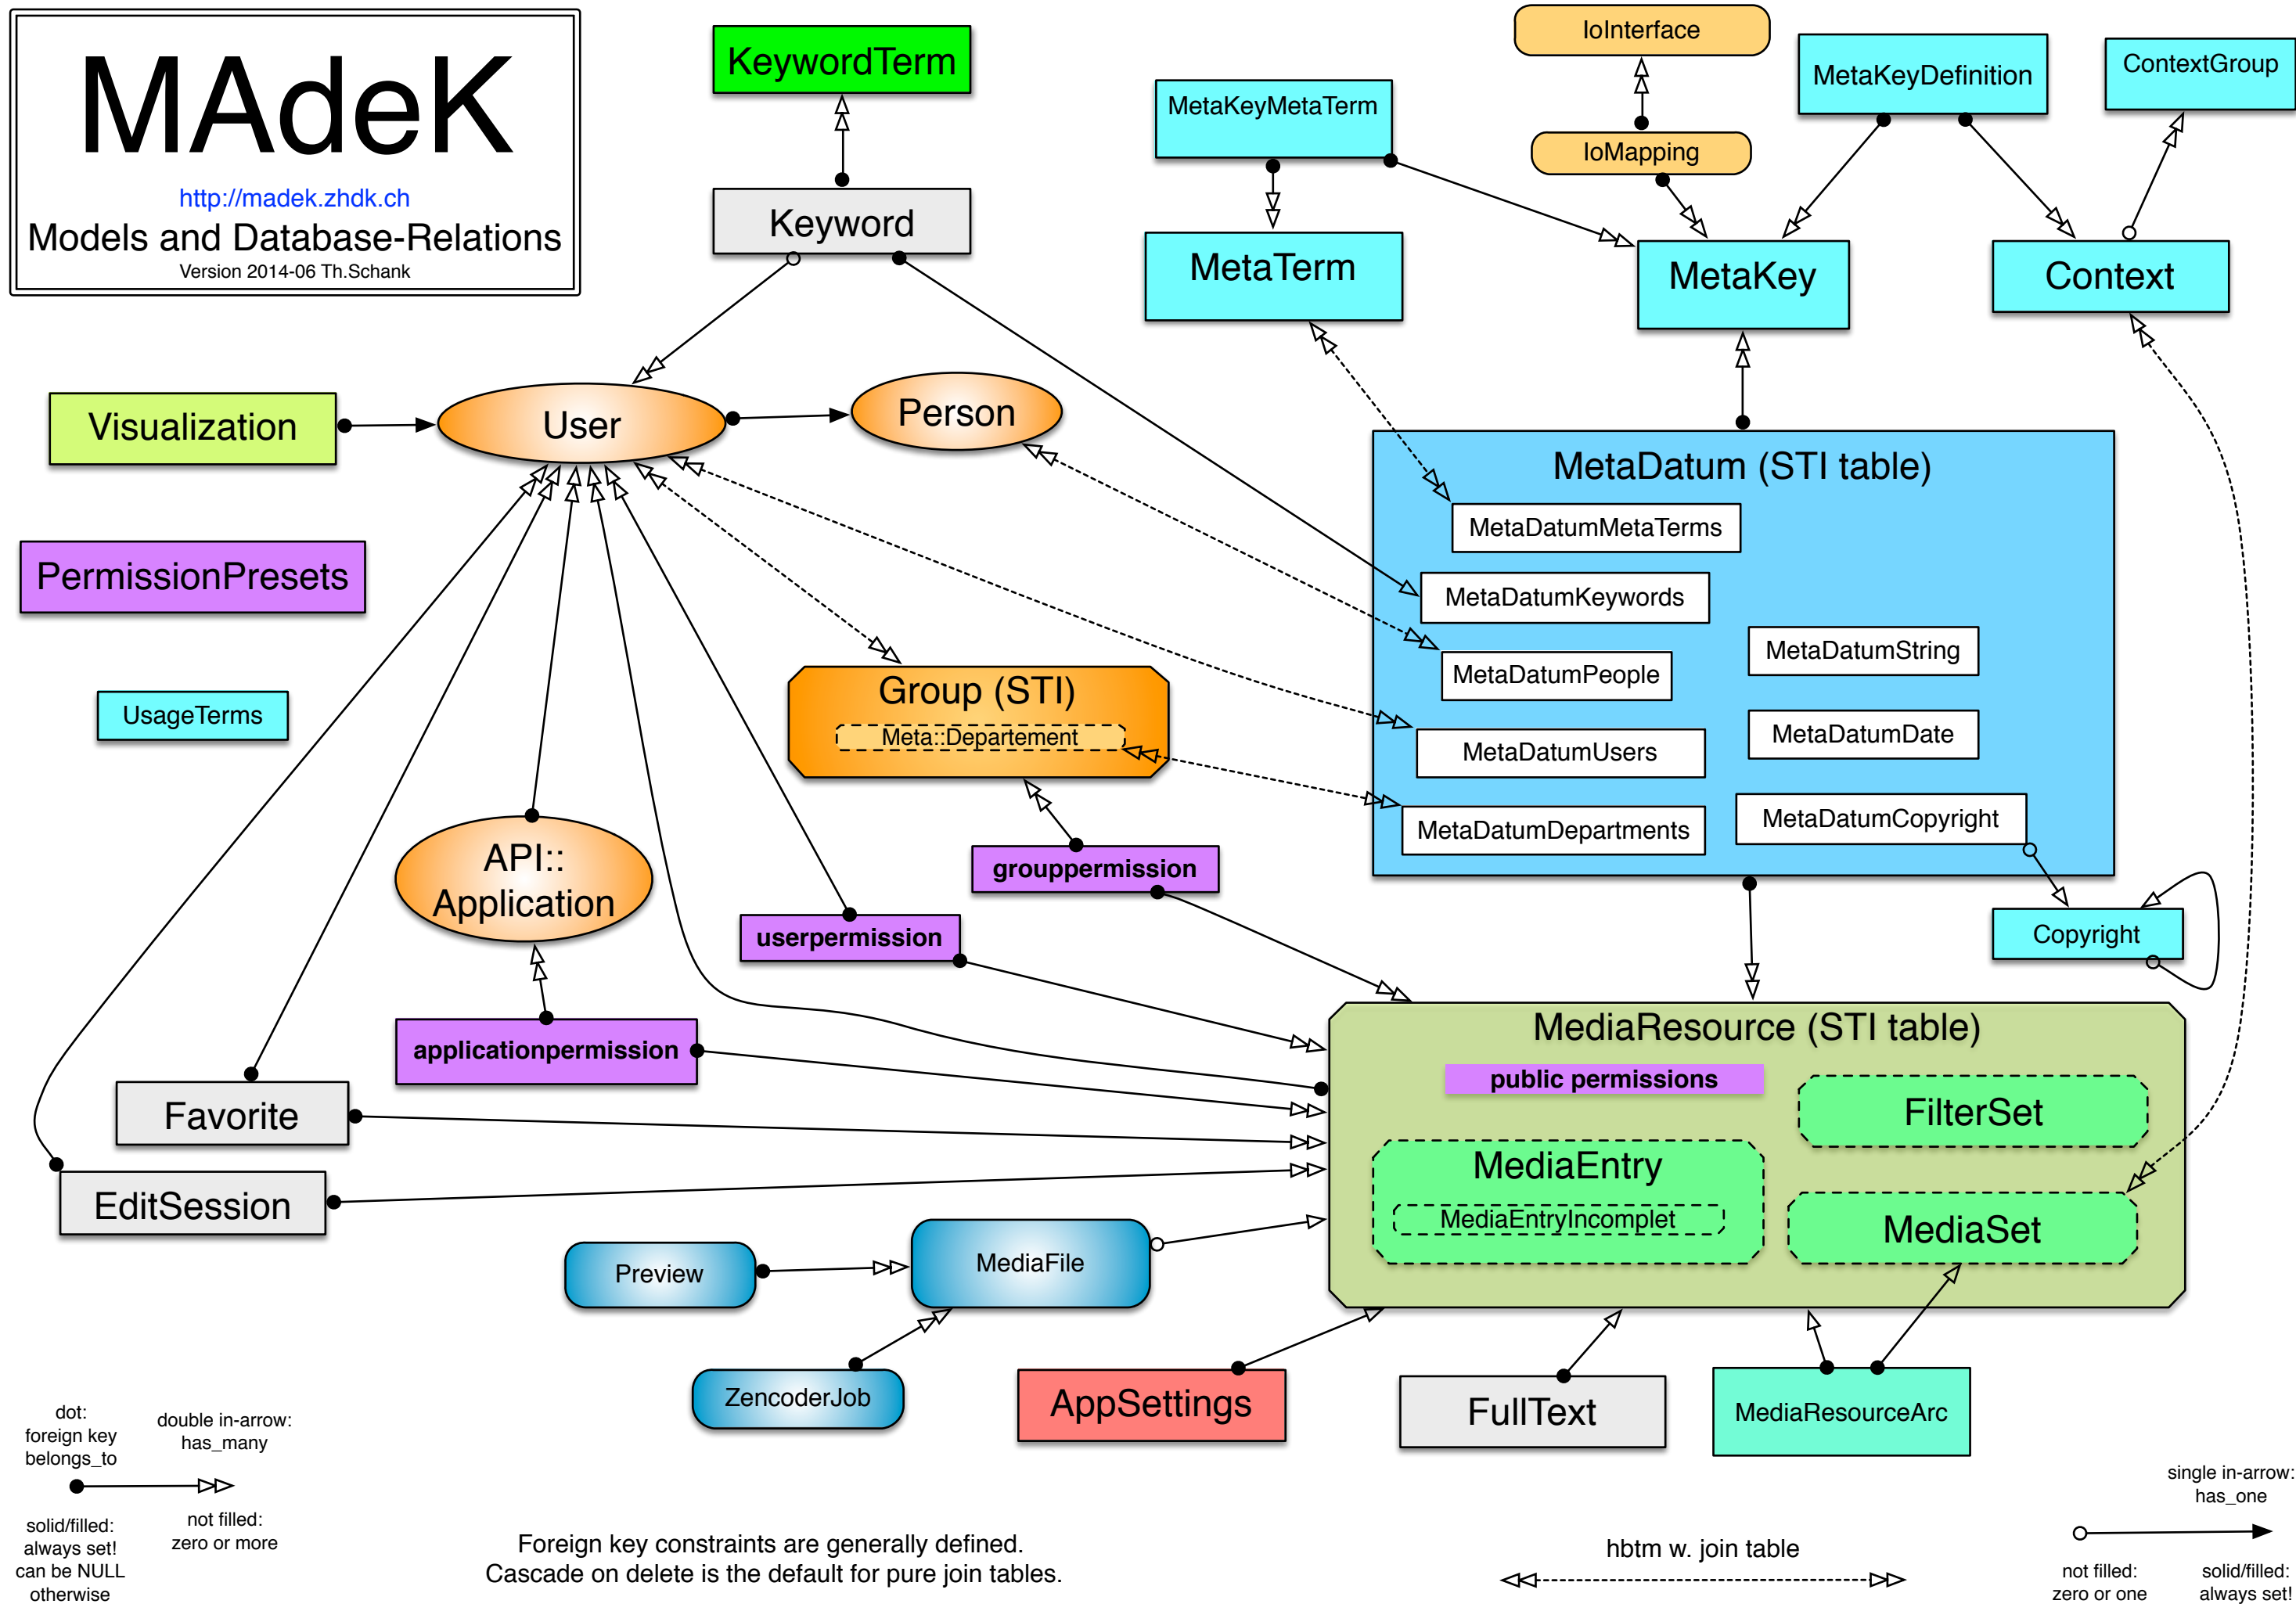 MAdeK
http://madek.zhdk.ch
Models and Database-Relations
Version 2014-06 Th.Schank
KeywordTerm
Keyword
IoInterface
IoMapping
MetaKeyMetaTerm
MetaKeyDefinition
ContextGroup
MetaTerm
MetaKey
Context
Visualization
User
Person
PermissionPresets
UsageTerms
MetaDatum (STI table)
MetaDatumMetaTerms
MetaDatumKeywords
MetaDatumPeople
MetaDatumUsers
MetaDatumDepartments
MetaDatumString
MetaDatumDate
MetaDatumCopyright
Group (STI)
Meta::Departement
API::
Application
grouppermission
userpermission
applicationpermission
Copyright
Favorite
EditSession
MediaResource (STI table)
public permissions
FilterSet
MediaEntry
MediaEntryIncomplet
MediaSet
Preview
MediaFile
ZencoderJob
AppSettings
FullText
MediaResourceArc
dot:
foreign key
belongs_to
double in-arrow:
has_many
solid/filled:
always set!
can be NULL
otherwise
not filled:
zero or more
Foreign key constraints are generally defined.
Cascade on delete is the default for pure join tables.
hbtm w. join table
single in-arrow:
has_one
not filled:
zero or one
solid/filled:
always set!